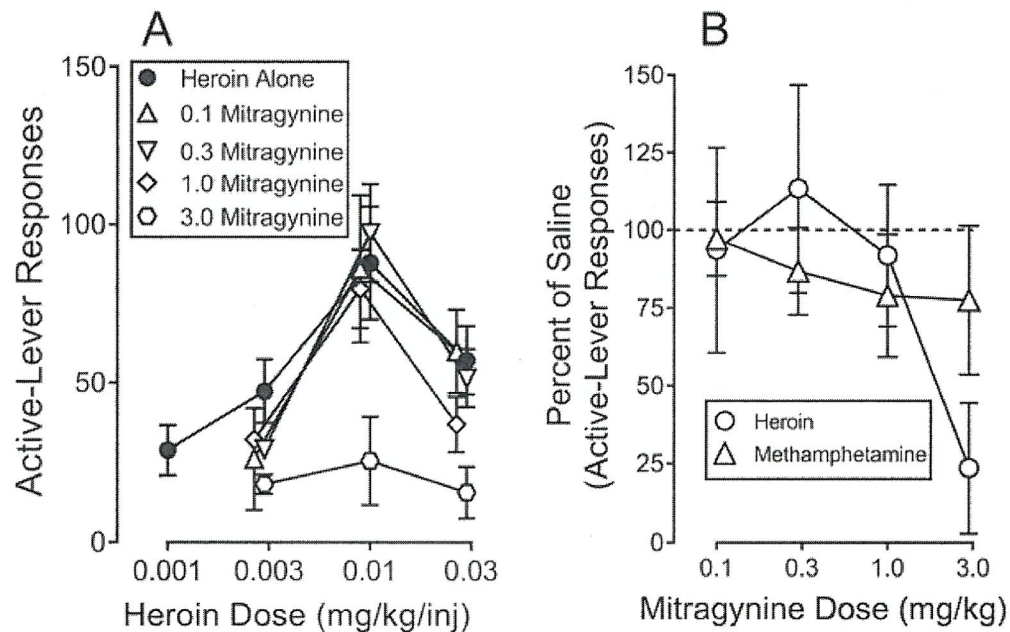 A
Active-Lever Responses
150
100
50
0
Heroin Alone
0.1 Mitragynine
0.3 Mitragynine
1.0 Mitragynine
3.0 Mitragynine
0.001 0.003 0.01 0.03
Heroin Dose (mg/kg/inj)
B
Percent of Saline
(Active-Lever Responses)
150
125
100
75
50
25
0
Heroin
Methamphetamine
0.1 0.3 1.0 3.0
Mitragynine Dose (mg/kg)